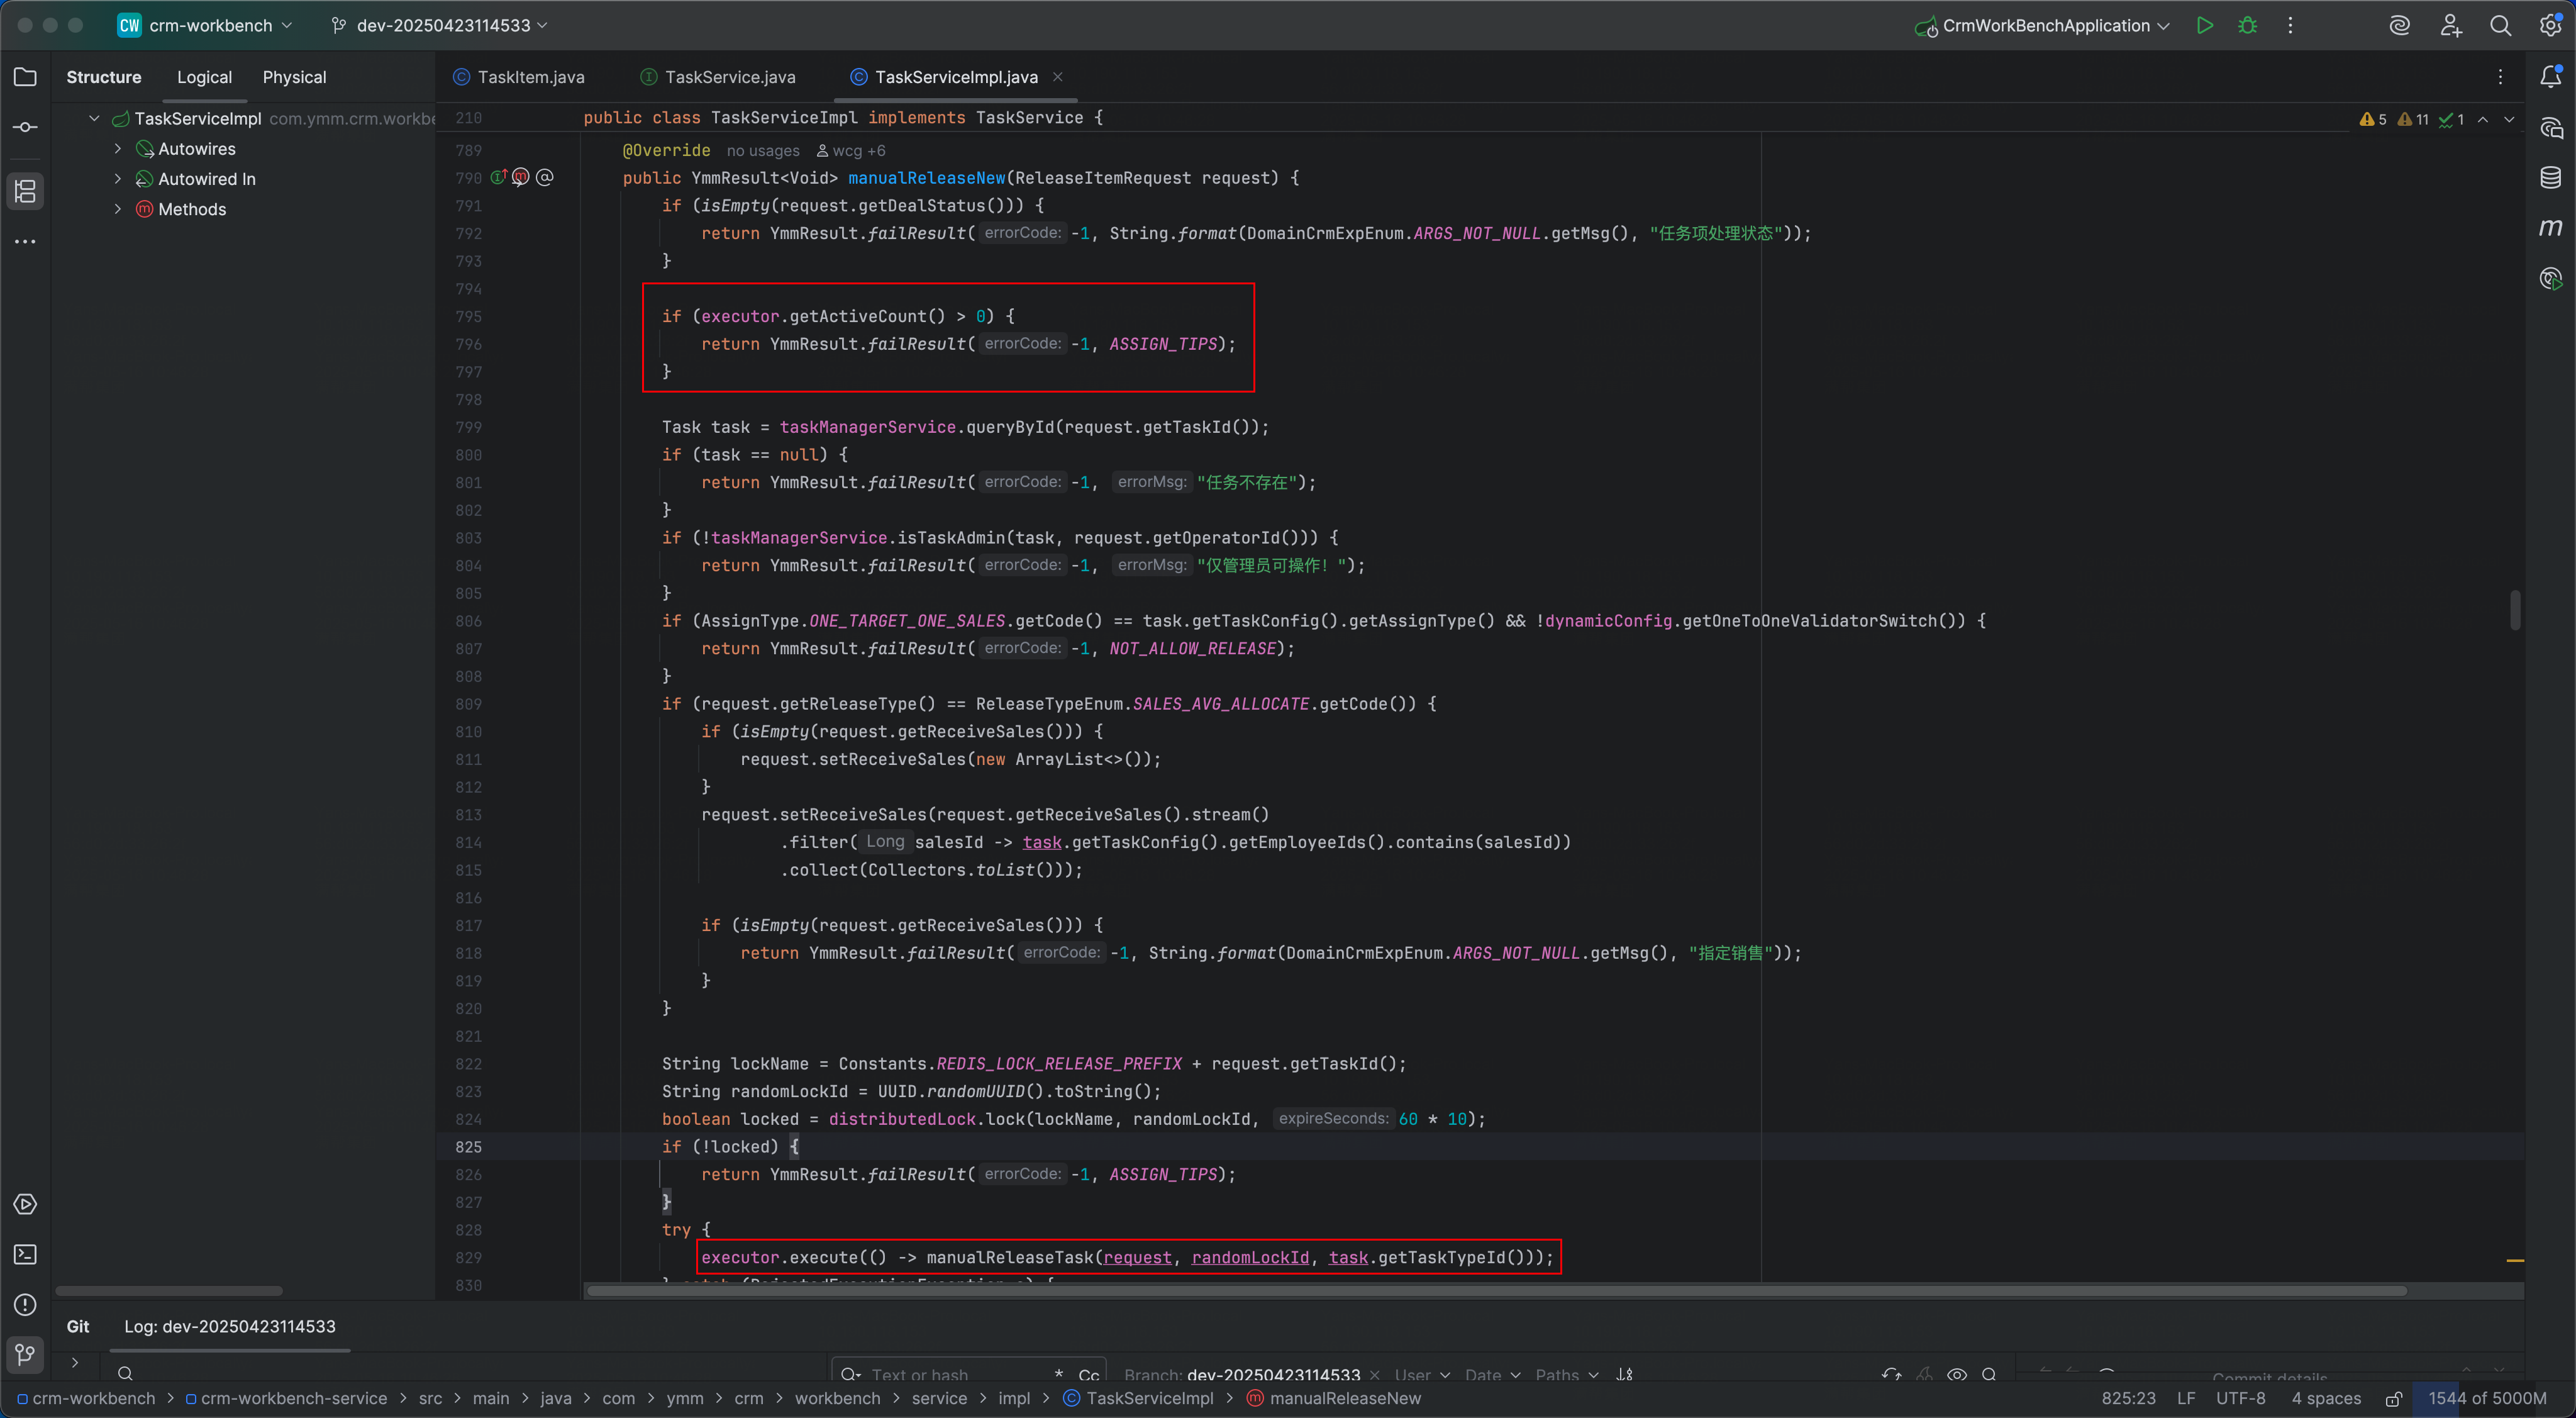 CW crm-workbench dev-20250423114533 CrmWorkBenchApplication
Structure Logical Physical
TaskItem.java TaskService.java TaskServiceImpl.java
TaskServiceImpl com.ymm.crm.workbe
Autowires
Autowired In
Methods
210 public class TaskServiceImpl implements TaskService { 5 11 1
789 @Override no usages wcg +6
790 public YmmResult<Void> manualReleaseNew(ReleaseItemRequest request) {
791 if (isEmpty(request.getDealStatus())) {
792 return YmmResult.failResult( errorCode: -1, String.format(DomainCrmExpEnum.ARGS_NOT_NULL.getMsg(), "任务项处理状态"));
793 }
794
795 if (executor.getActiveCount() > 0) {
796 return YmmResult.failResult( errorCode: -1, ASSIGN_TIPS);
797 }
798
799 Task task = taskManagerService.queryById(request.getTaskId());
800 if (task == null) {
801 return YmmResult.failResult( errorCode: -1, errorMsg: "任务不存在");
802 }
803 if (!taskManagerService.isTaskAdmin(task, request.getOperatorId())) {
804 return YmmResult.failResult( errorCode: -1, errorMsg: "仅管理员可操作！");
805 }
806 if (AssignType.ONE_TARGET_ONE_SALES.getCode() == task.getTaskConfig().getAssignType() && !dynamicConfig.getOneToOneValidatorSwitch()) {
807 return YmmResult.failResult( errorCode: -1, NOT_ALLOW_RELEASE);
808 }
809 if (request.getReleaseType() == ReleaseTypeEnum.SALES_AVG_ALLOCATE.getCode()) {
810 if (isEmpty(request.getReceiveSales())) {
811 request.setReceiveSales(new ArrayList<>());
812 }
813 request.setReceiveSales(request.getReceiveSales().stream()
814 .filter( Long salesId -> task.getTaskConfig().getEmployeeIds().contains(salesId))
815 .collect(Collectors.toList()));
816
817 if (isEmpty(request.getReceiveSales())) {
818 return YmmResult.failResult( errorCode: -1, String.format(DomainCrmExpEnum.ARGS_NOT_NULL.getMsg(), "指定销售"));
819 }
820 }
821
822 String lockName = Constants.REDIS_LOCK_RELEASE_PREFIX + request.getTaskId();
823 String randomLockId = UUID.randomUUID().toString();
824 boolean locked = distributedLock.lock(lockName, randomLockId, expireSeconds: 60 * 10);
825 if (!locked) {
826 return YmmResult.failResult( errorCode: -1, ASSIGN_TIPS);
827 }
828 try {
829 executor.execute(() -> manualReleaseTask(request, randomLockId, task.getTaskTypeId()));
830 } catch (RejectedExecutionException e) {
Git Log: dev-20250423114533
Text or hash .* Cc Branch: dev-20250423114533 User Date Paths Commit details
crm-workbench > crm-workbench-service > src > main > java > com > ymm > crm > workbench > service > impl > TaskServiceImpl > manualReleaseNew 825:23 LF UTF-8 4 spaces 1544 of 5000M